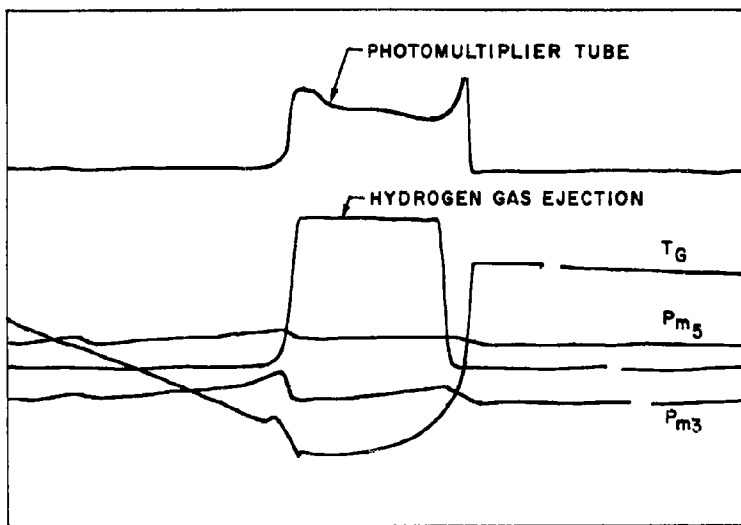 PHOTOMULTIPLIER TUBE
HYDROGEN GAS EJECTION
TG
Pm5
Pm3